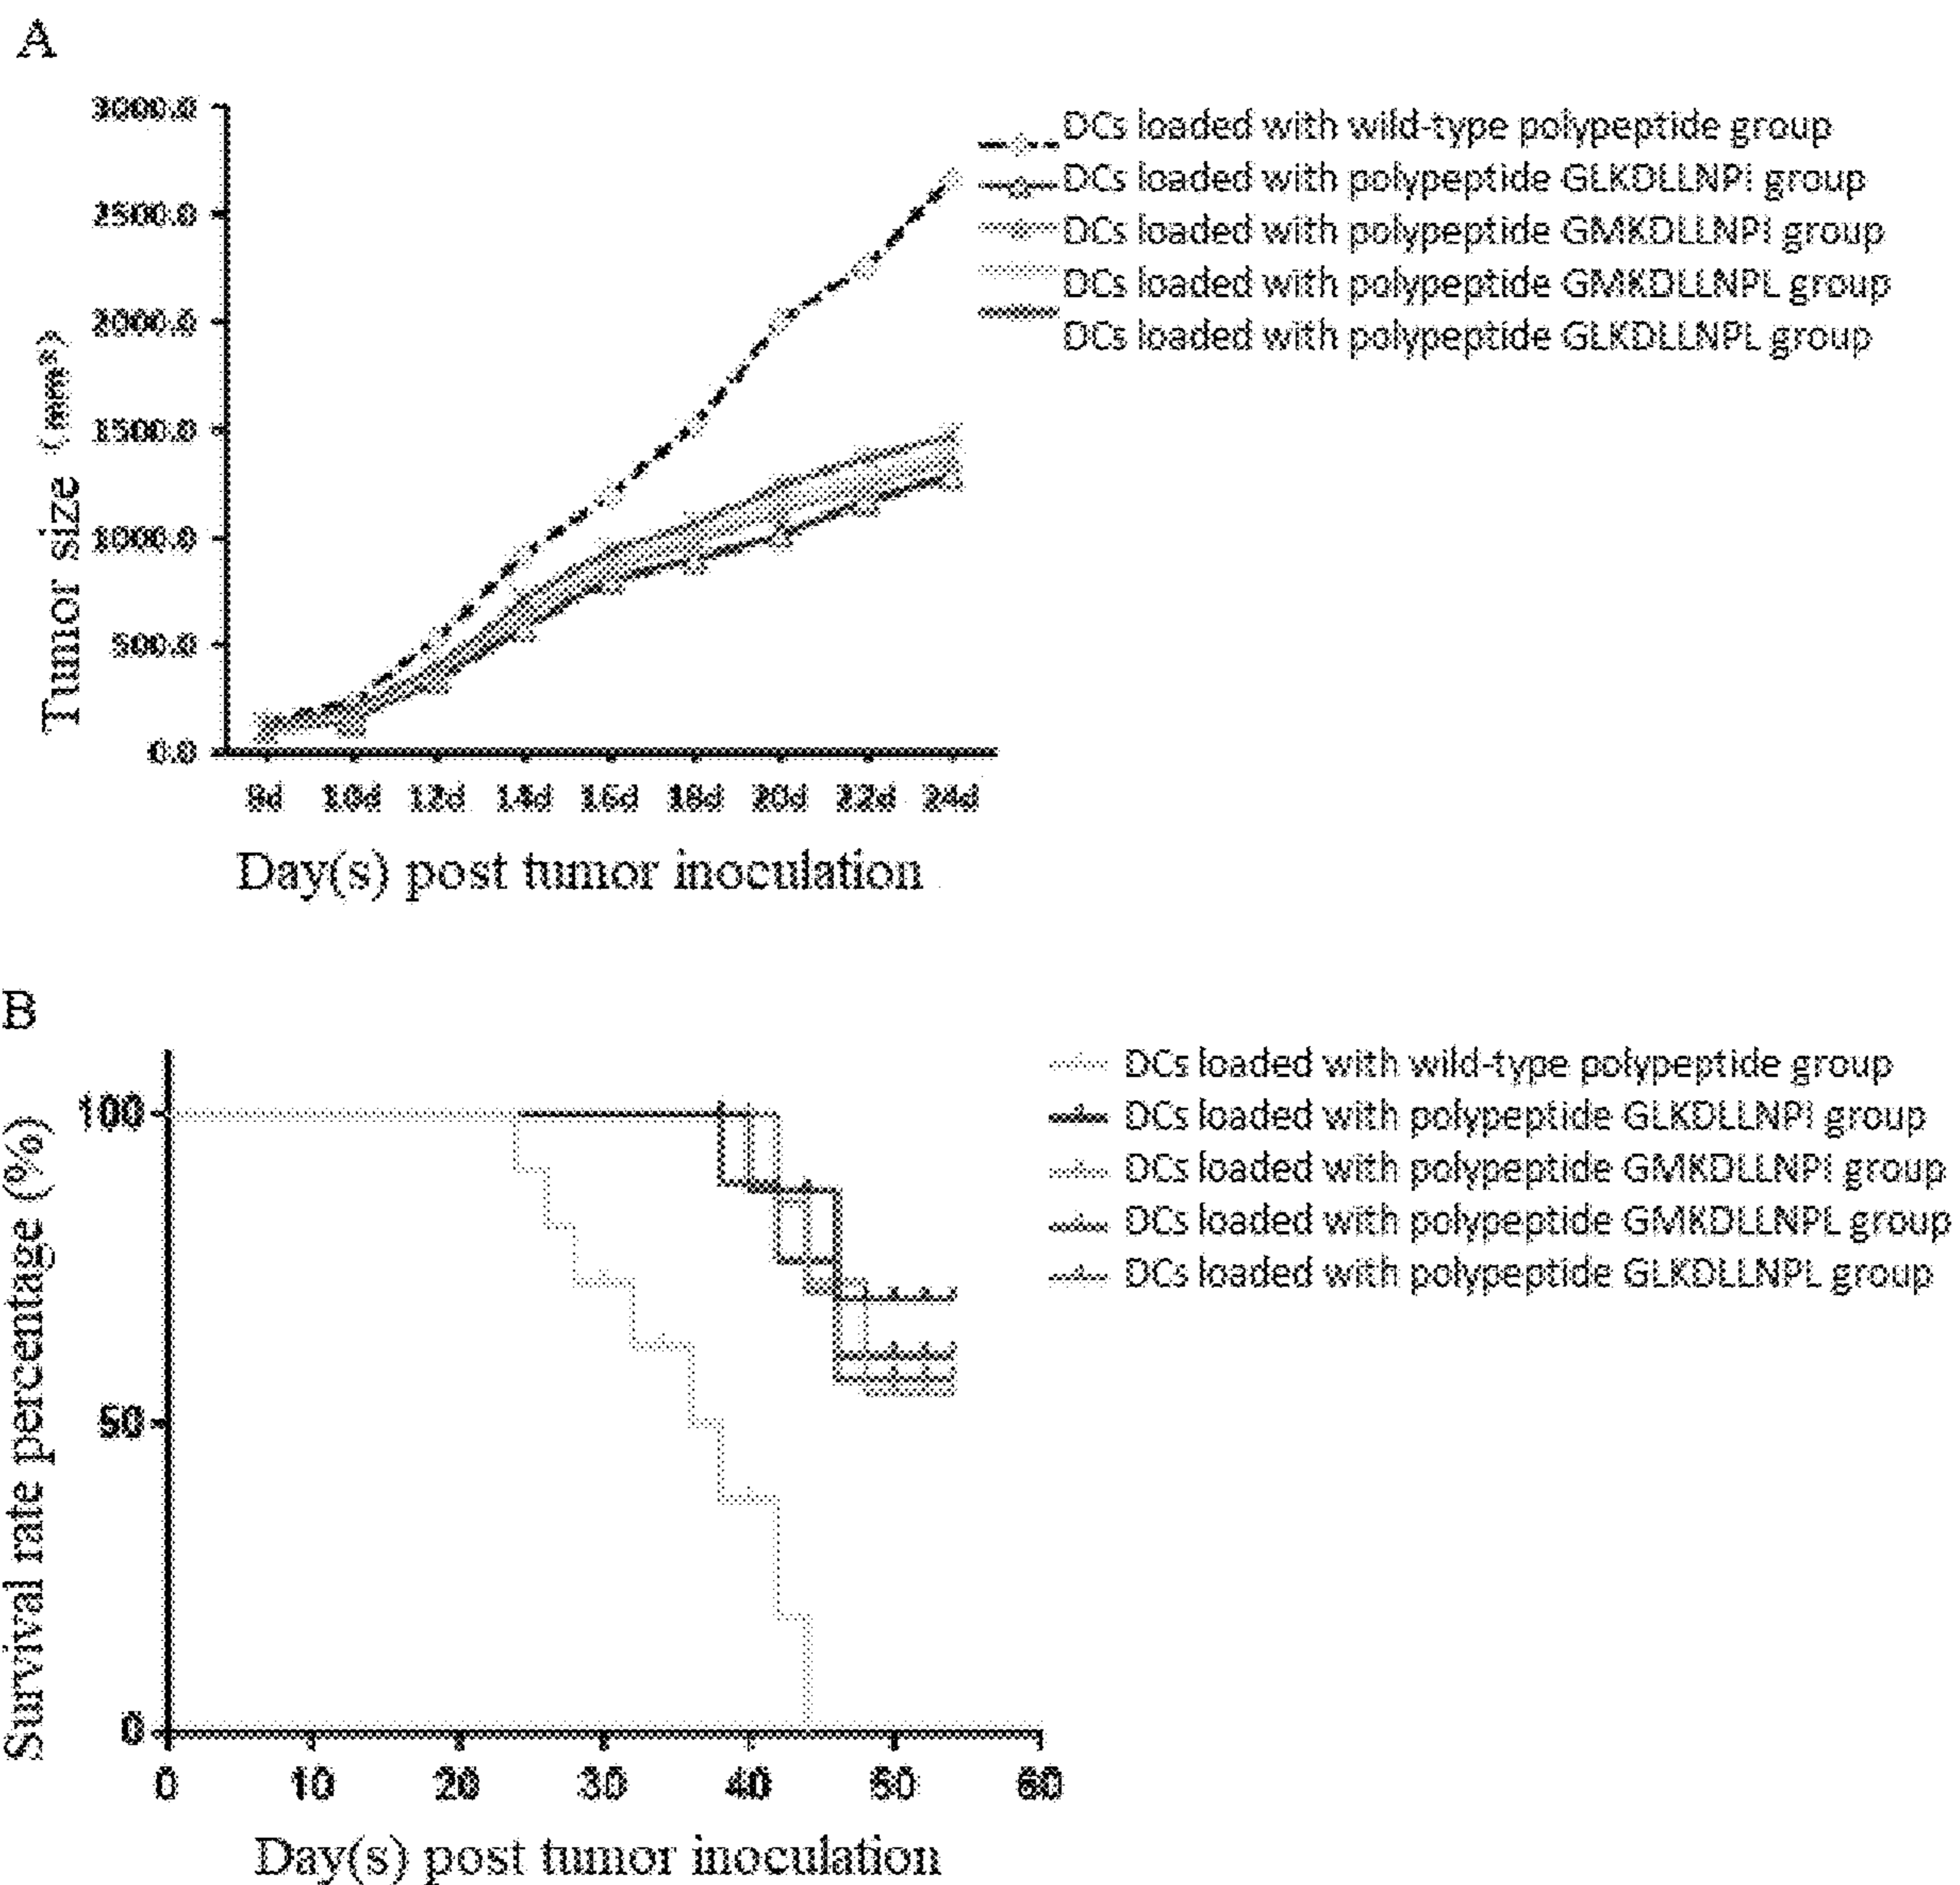 A
3000.0
2500.0
2000.0
1500.0
1000.0
500.0
0.0
Tumor size (mm³)
8d 10d 12d 14d 16d 18d 20d 22d 24d
Day(s) post tumor inoculation
DCs loaded with wild-type polypeptide group
DCs loaded with polypeptide GLKDLLNPI group
DCs loaded with polypeptide GMKDLLNPI group
DCs loaded with polypeptide GMKDLLNPL group
DCs loaded with polypeptide GLKDLLNPL group
B
100
50
0
Survival rate percentage (%)
0 10 20 30 40 50 60
Day(s) post tumor inoculation
DCs loaded with wild-type polypeptide group
DCs loaded with polypeptide GLKDLLNPI group
DCs loaded with polypeptide GMKDLLNPI group
DCs loaded with polypeptide GMKDLLNPL group
DCs loaded with polypeptide GLKDLLNPL group